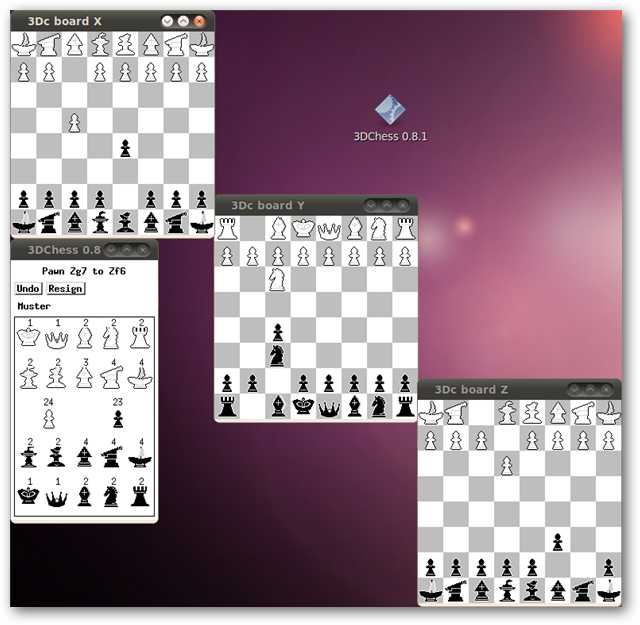 3Dc board X
3DChess 0.8.1
3Dc board Y
3DChess 0.8
Pawn Zg7 to Zf6
Undo Resign
Muster
1 1 2 2 2
2 2 3 4 4
24 23
2 2 4 4 4
1 1 2 2 2
3Dc board Z